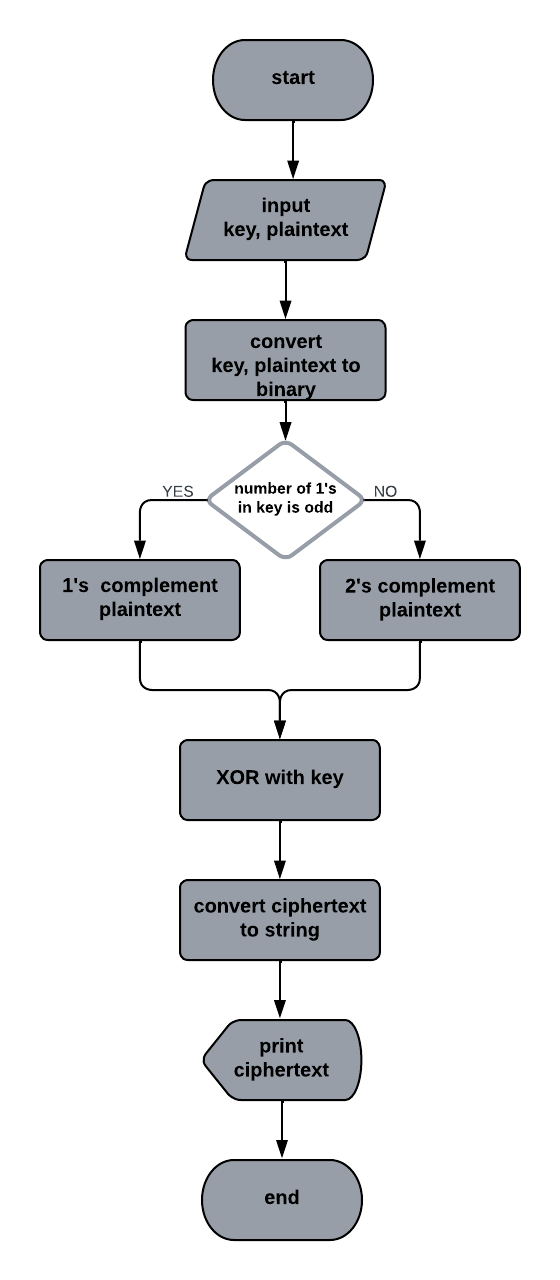 start
input
key, plaintext
convert
key, plaintext to
binary
number of 1's
in key is odd
YES
NO
1's  complement
plaintext
2's complement
plaintext
XOR with key
convert ciphertext
to string
print
ciphertext
end